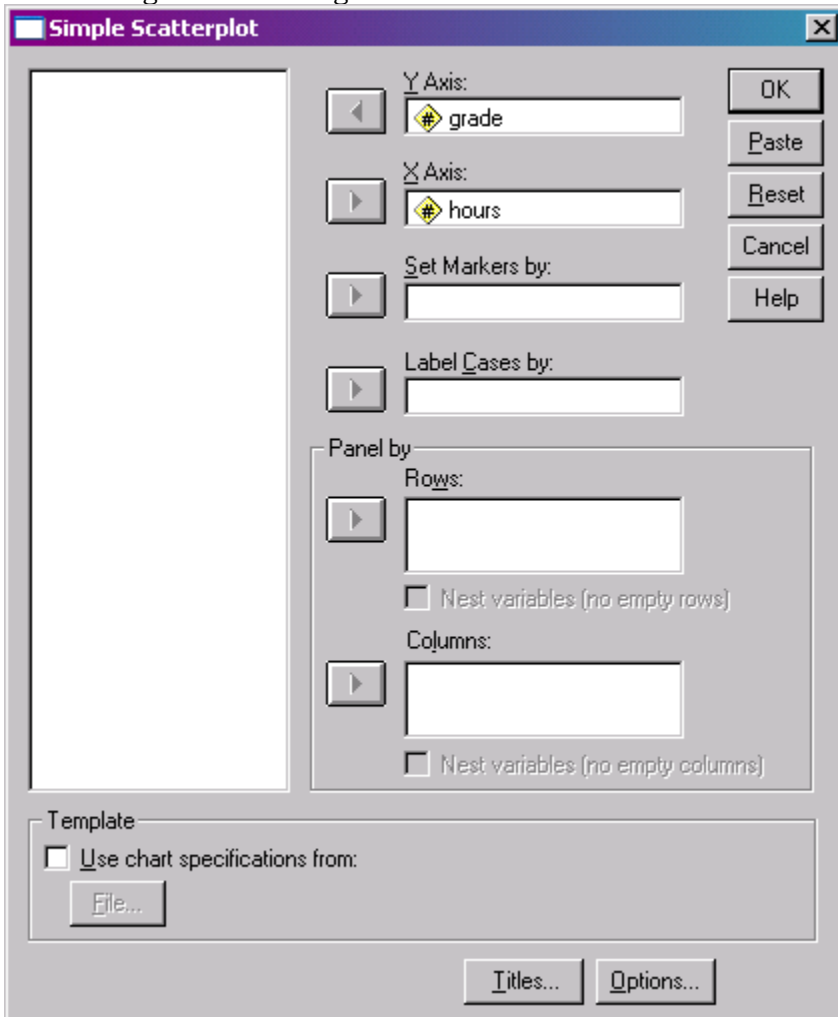 Simple Scatterplot
Y Axis:
# grade
X Axis:
# hours
Set Markers by:
Label Cases by:
Panel by
Rows:
Nest variables (no empty rows)
Columns:
Nest variables (no empty columns)
OK
Paste
Reset
Cancel
Help
Template
Use chart specifications from:
File...
Titles...
Options...